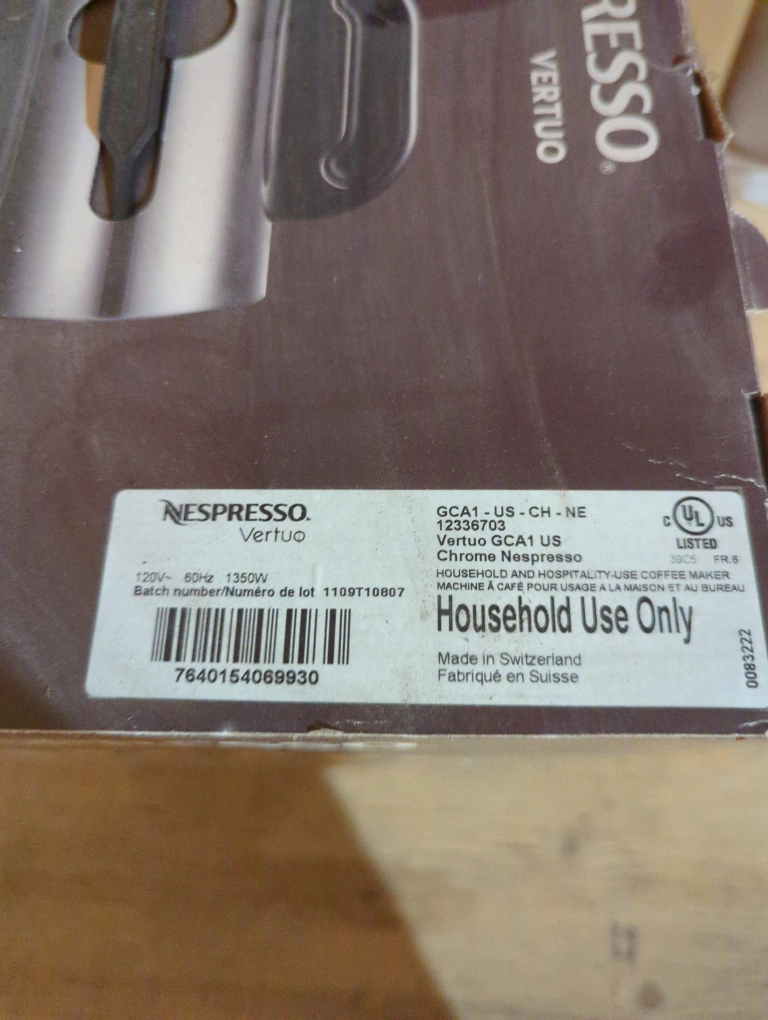 RESSO
VERTUO
NESPRESSO.
Vertuo
120V~ 60Hz 1350W
Batch number/Numéro de lot 1109T10807
7640154069930
GCA1 - US - CH - NE
12336703
Vertuo GCA1 US
Chrome Nespresso
C UL US
LISTED
39C5 FR.6
HOUSEHOLD AND HOSPITALITY-USE COFFEE MAKER
MACHINE À CAFÉ POUR USAGE A LA MAISON ET AU BUREAU
Household Use Only
Made in Switzerland
Fabriqué en Suisse
0083222